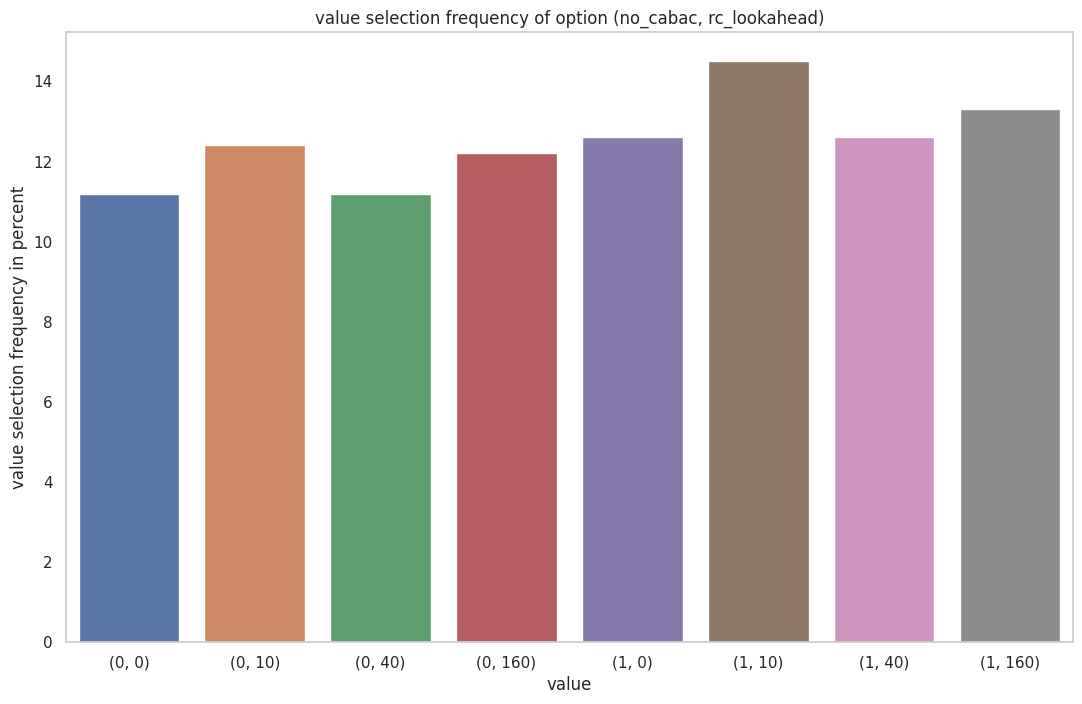 value selection frequency of option (no_cabac, rc_lookahead)
value selection frequency in percent
14
12
10
8
6
4
2
0
(0, 0) (0, 10) (0, 40) (0, 160) (1, 0) (1, 10) (1, 40) (1, 160)
value